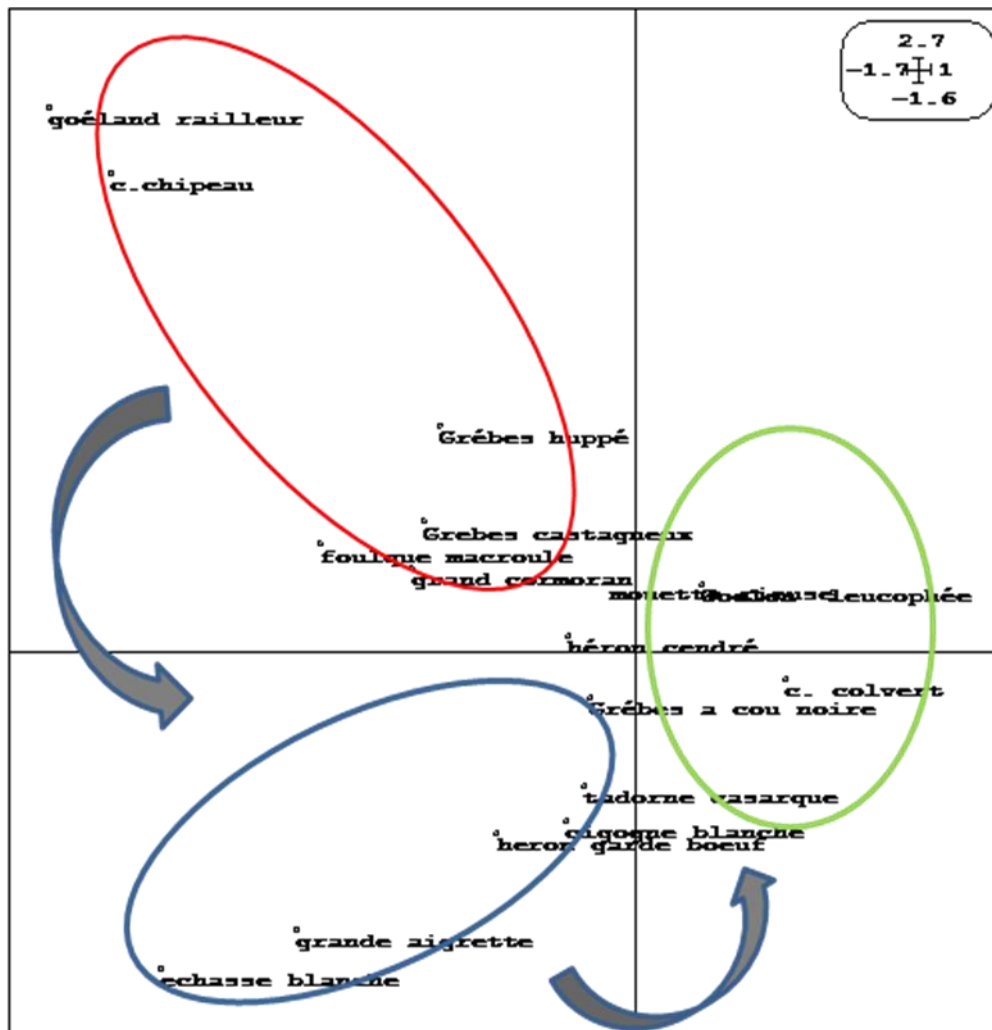 2.7
-1.7 1
-1.6
goéland railleur
c.chipeau
Grébes huppé
Grebes castagneux
foulque macroule
grand cormoran
mouette
leucophée
héron cendré
c. colvert
Grébes a cou noire
tadorne casarque
cigogne blanche
heron garde boeuf
grande aigrette
echasse blanche